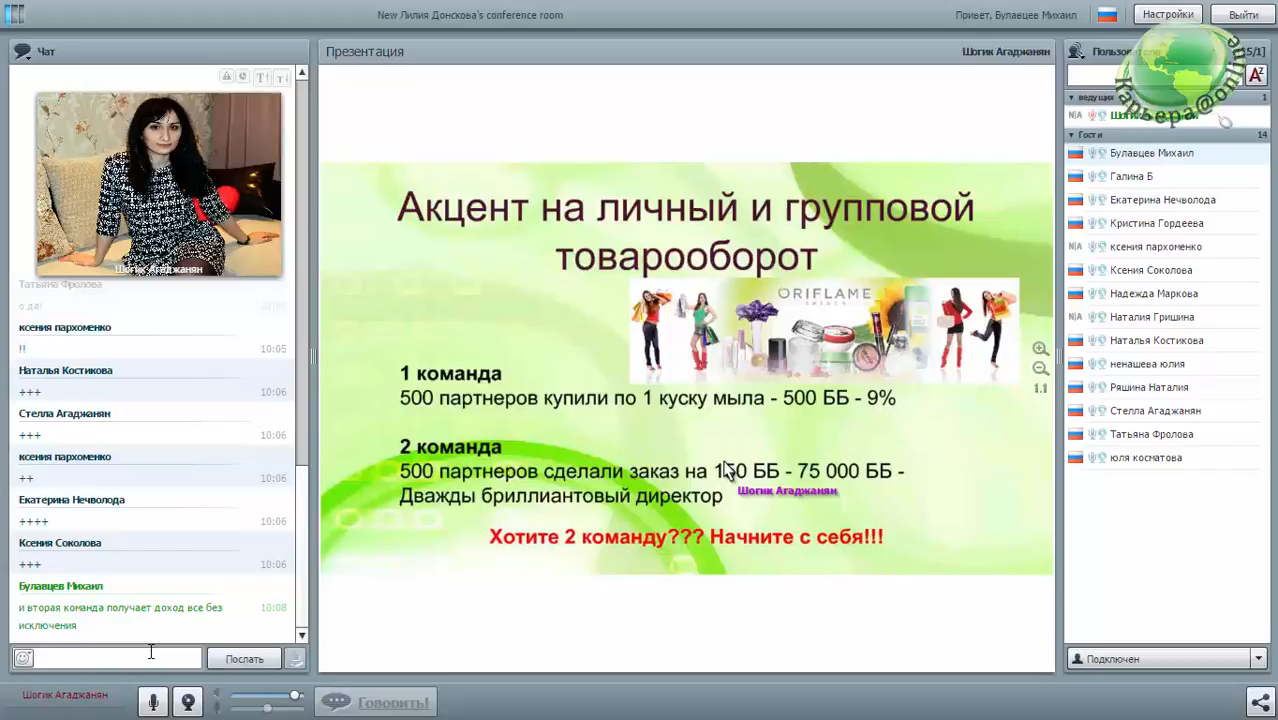 New Лилия Донскова's conference room
Привет, Булавцев Михаил
Настройки
Выйти
Чат
Шогик Агаджанян
Татьяна Фролова
о да!
ксения пархоменко
!!
10:05
Наталья Костикова
+++
10:06
Стелла Агаджанян
+++
10:06
ксения пархоменко
++
10:06
Екатерина Нечволода
++++
10:06
Ксения Соколова
+++
10:06
Булавцев Михаил
и вторая команда получает доход все без
10:08
исключения
Послать
Шогик Агаджанян
Говорить!
Презентация
Шогик Агаджанян
Акцент на личный и групповой
товарооборот
ORIFLAME
SWEDEN
1 команда
500 партнеров купили по 1 куску мыла - 500 ББ - 9%
2 команда
500 партнеров сделали заказ на 150 ББ - 75 000 ББ -
Дважды бриллиантовый директор
Шогик Агаджанян
Хотите 2 команду??? Начните с себя!!!
1:1
Карьера@online
ведущих
1
N|A
Гости
14
Булавцев Михаил
Галина Б
Екатерина Нечволода
Кристина Гордеева
N|A ксения пархоменко
Ксения Соколова
Надежда Маркова
N|A Наталия Гришина
Наталья Костикова
ненашева юлия
Ряшина Наталия
Стелла Агаджанян
Татьяна Фролова
юля косматова
Подключен